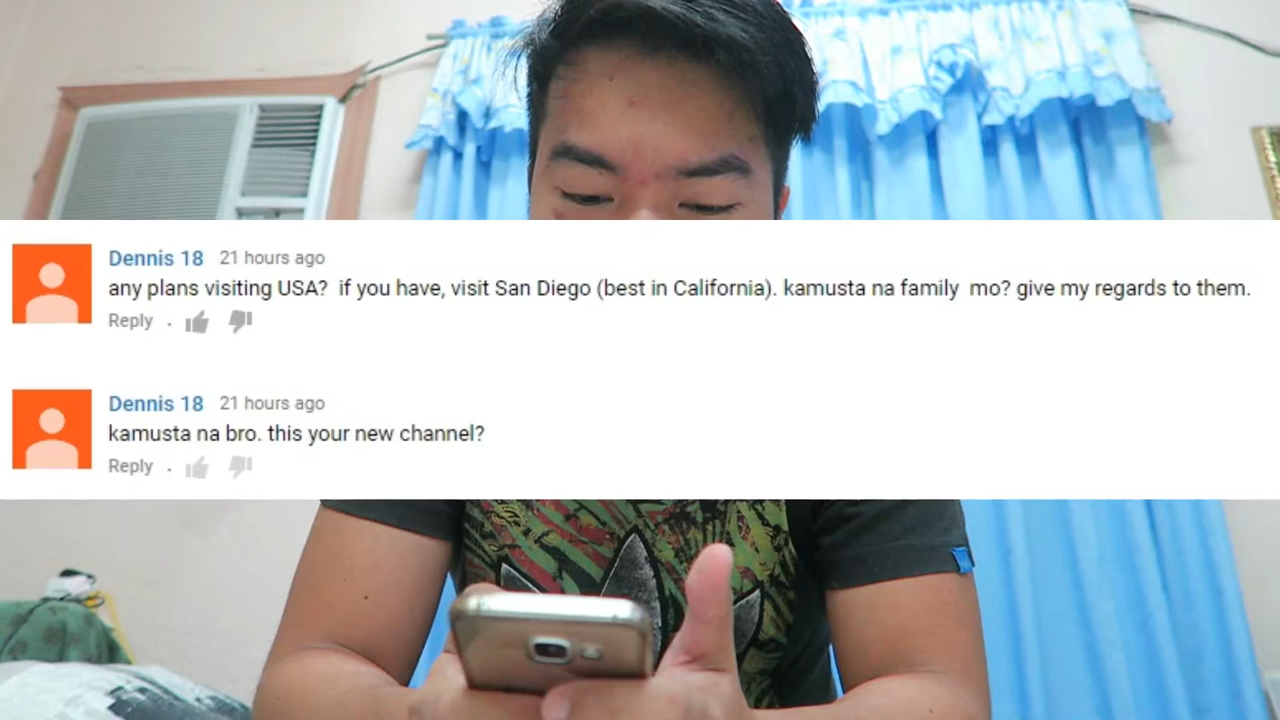 Dennis 18 21 hours ago
any plans visiting USA? if you have, visit San Diego (best in California). kamusta na family mo? give my regards to them.
Reply .
Dennis 18 21 hours ago
kamusta na bro. this your new channel?
Reply .